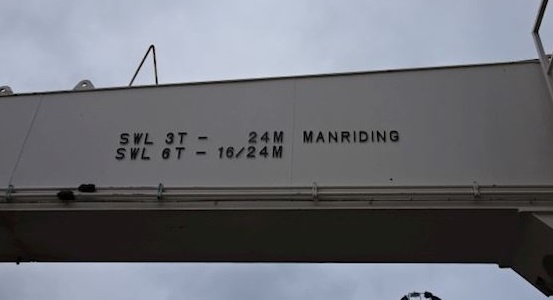 SWL 3T - 24M MANRIDING
SWL 6T - 16/24M